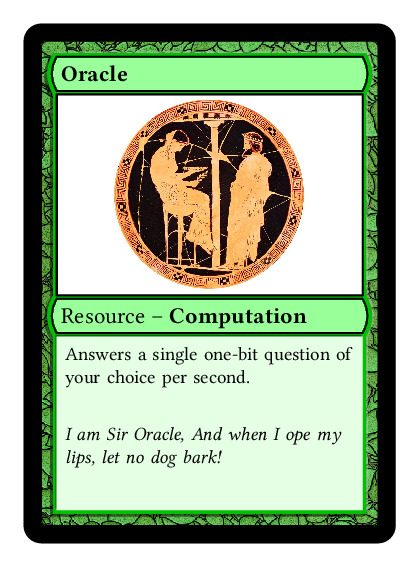 Oracle
Resource – Computation
Answers a single one-bit question of
your choice per second.
I am Sir Oracle, And when I ope my
lips, let no dog bark!